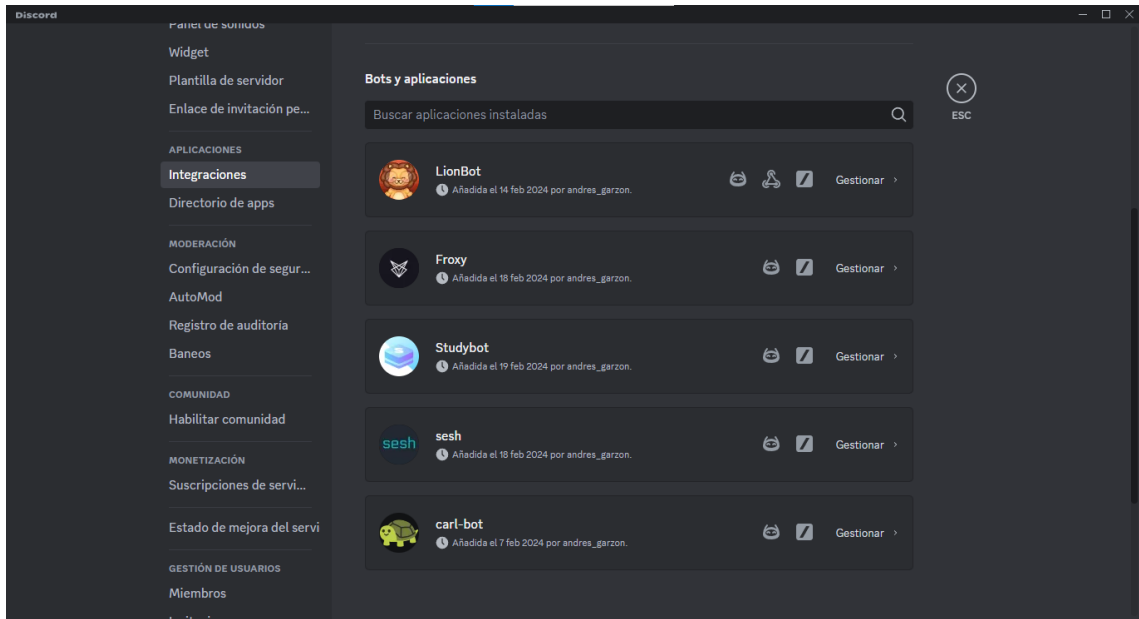 Discord
Panel de sonidos
Widget
Plantilla de servidor
Enlace de invitación pe...
APLICACIONES
Integraciones
Directorio de apps
MODERACIÓN
Configuración de segur...
AutoMod
Registro de auditoría
Baneos
COMUNIDAD
Habilitar comunidad
MONETIZACIÓN
Suscripciones de servi...
Estado de mejora del servi
GESTIÓN DE USUARIOS
Miembros
Bots y aplicaciones
Buscar aplicaciones instaladas
ESC
LionBot
Añadida el 14 feb 2024 por andres_garzon.
Gestionar
Froxy
Añadida el 18 feb 2024 por andres_garzon.
Gestionar
Studybot
Añadida el 19 feb 2024 por andres_garzon.
Gestionar
sesh
sesh
Añadida el 18 feb 2024 por andres_garzon.
Gestionar
carl-bot
Añadida el 7 feb 2024 por andres_garzon.
Gestionar